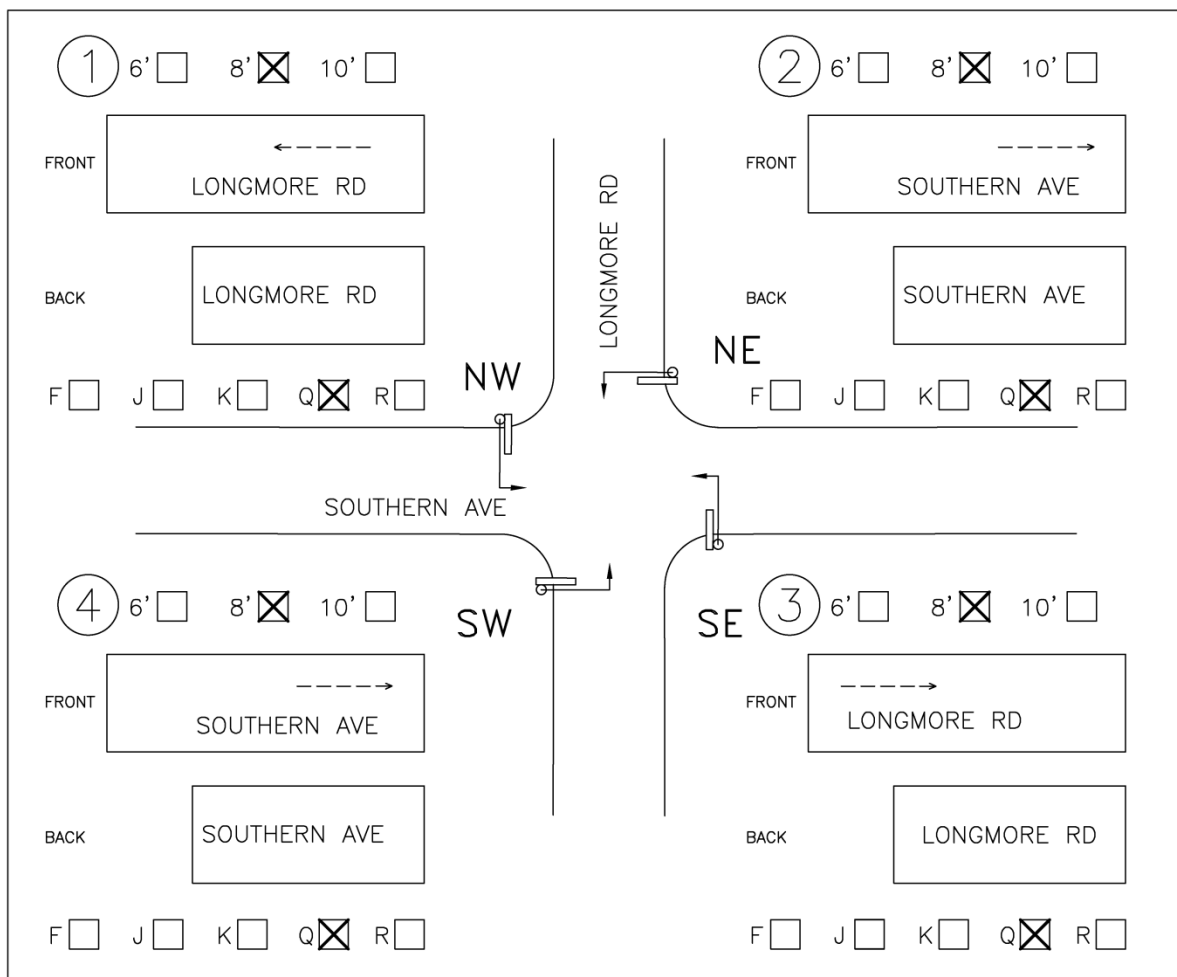 1 6' 8' 10'
FRONT
LONGMORE RD
BACK
LONGMORE RD
F J K Q R
2 6' 8' 10'
FRONT
SOUTHERN AVE
BACK
SOUTHERN AVE
F J K Q R
LONGMORE RD
NW
NE
SOUTHERN AVE
SW
SE
4 6' 8' 10'
FRONT
SOUTHERN AVE
BACK
SOUTHERN AVE
F J K Q R
3 6' 8' 10'
FRONT
LONGMORE RD
BACK
LONGMORE RD
F J K Q R